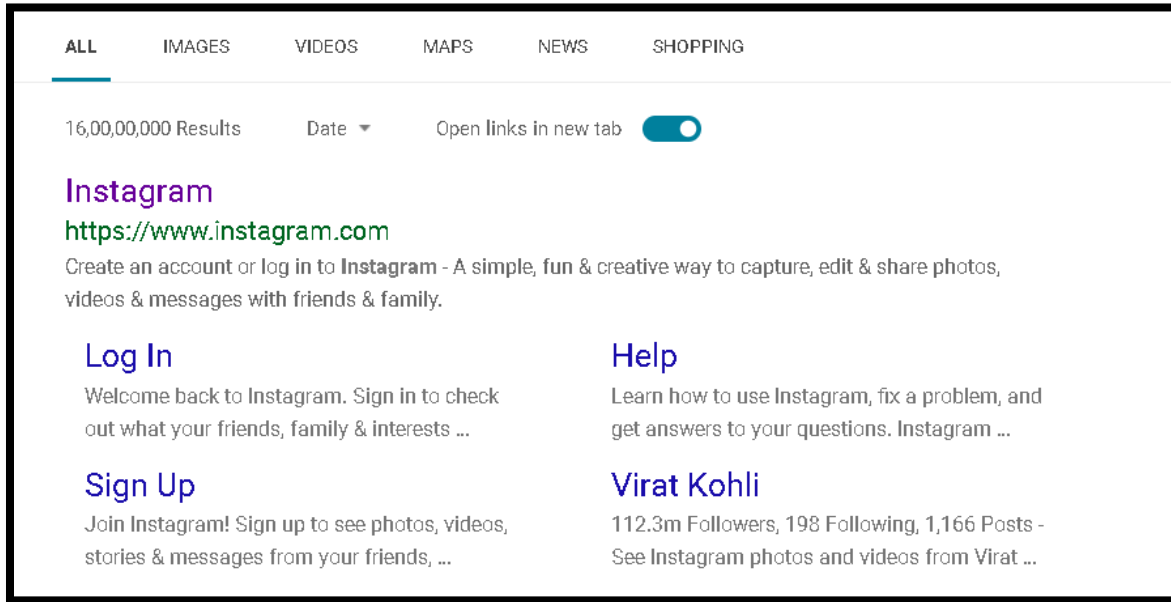 ALL IMAGES VIDEOS MAPS NEWS SHOPPING
16,00,00,000 Results Date Open links in new tab
Instagram
https://www.instagram.com
Create an account or log in to Instagram - A simple, fun & creative way to capture, edit & share photos,
videos & messages with friends & family.
Log In
Welcome back to Instagram. Sign in to check
out what your friends, family & interests ...
Help
Learn how to use Instagram, fix a problem, and
get answers to your questions. Instagram ...
Sign Up
Join Instagram! Sign up to see photos, videos,
stories & messages from your friends, ...
Virat Kohli
112.3m Followers, 198 Following, 1,166 Posts -
See Instagram photos and videos from Virat ...